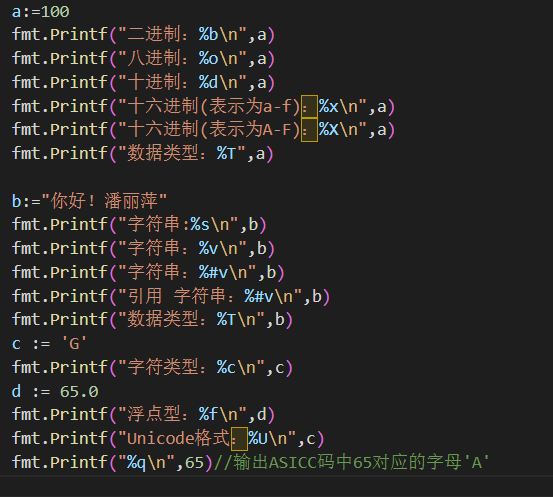 a:=100
fmt.Printf("二进制：%b\n",a)
fmt.Printf("八进制：%o\n",a)
fmt.Printf("十进制：%d\n",a)
fmt.Printf("十六进制(表示为a-f)：%x\n",a)
fmt.Printf("十六进制(表示为A-F)：%X\n",a)
fmt.Printf("数据类型：%T",a)
b:="你好！潘丽萍"
fmt.Printf("字符串:%s\n",b)
fmt.Printf("字符串：%v\n",b)
fmt.Printf("字符串：%#v\n",b)
fmt.Printf("引用 字符串：%#v\n",b)
fmt.Printf("数据类型：%T\n",b)
c := 'G'
fmt.Printf("字符类型：%c\n",c)
d := 65.0
fmt.Printf("浮点型：%f\n",d)
fmt.Printf("Unicode格式：%U\n",c)
fmt.Printf("%q\n",65)//输出ASICC码中65对应的字母'A'